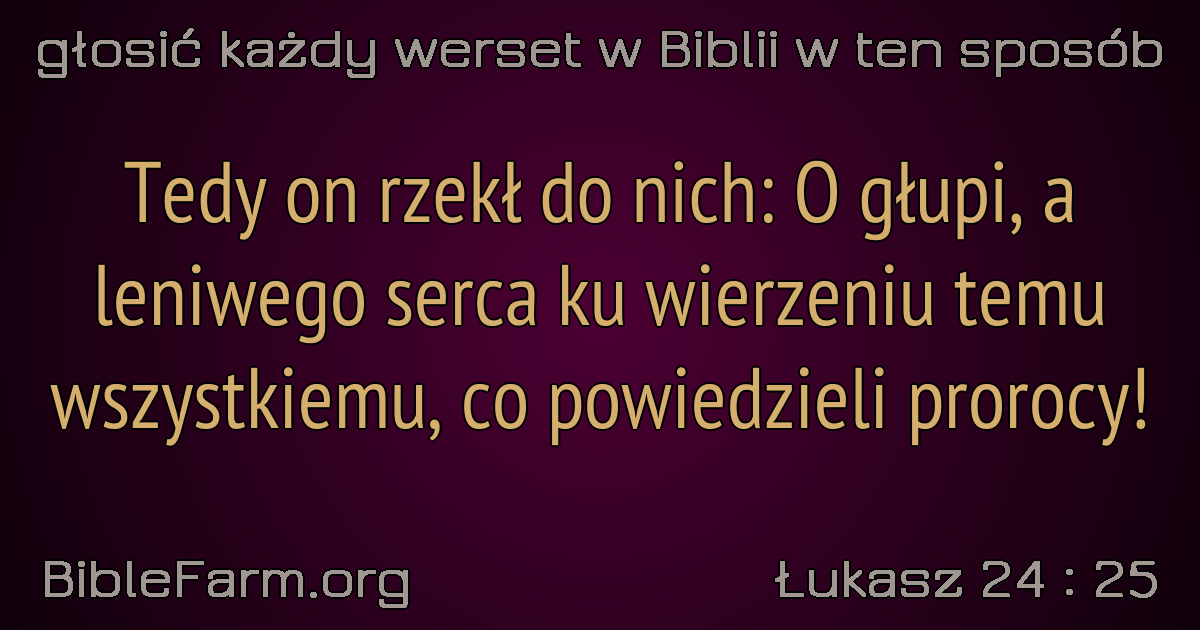 głosić każdy werset w Biblii w ten sposób
Tedy on rzekł do nich: O głupi, a
leniwego serca ku wierzeniu temu
wszystkiemu, co powiedzieli prorocy!
BibleFarm.org
Łukasz 24 : 25